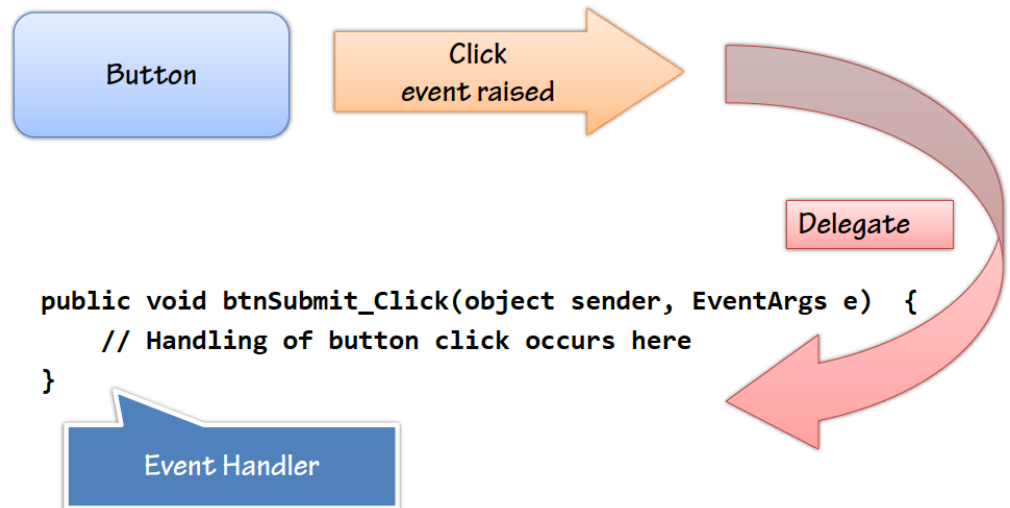 Button
Click
event raised
Delegate
public void  btnSubmit_Click(object sender, EventArgs e)  {
    // Handling of button click occurs here
}
Event Handler